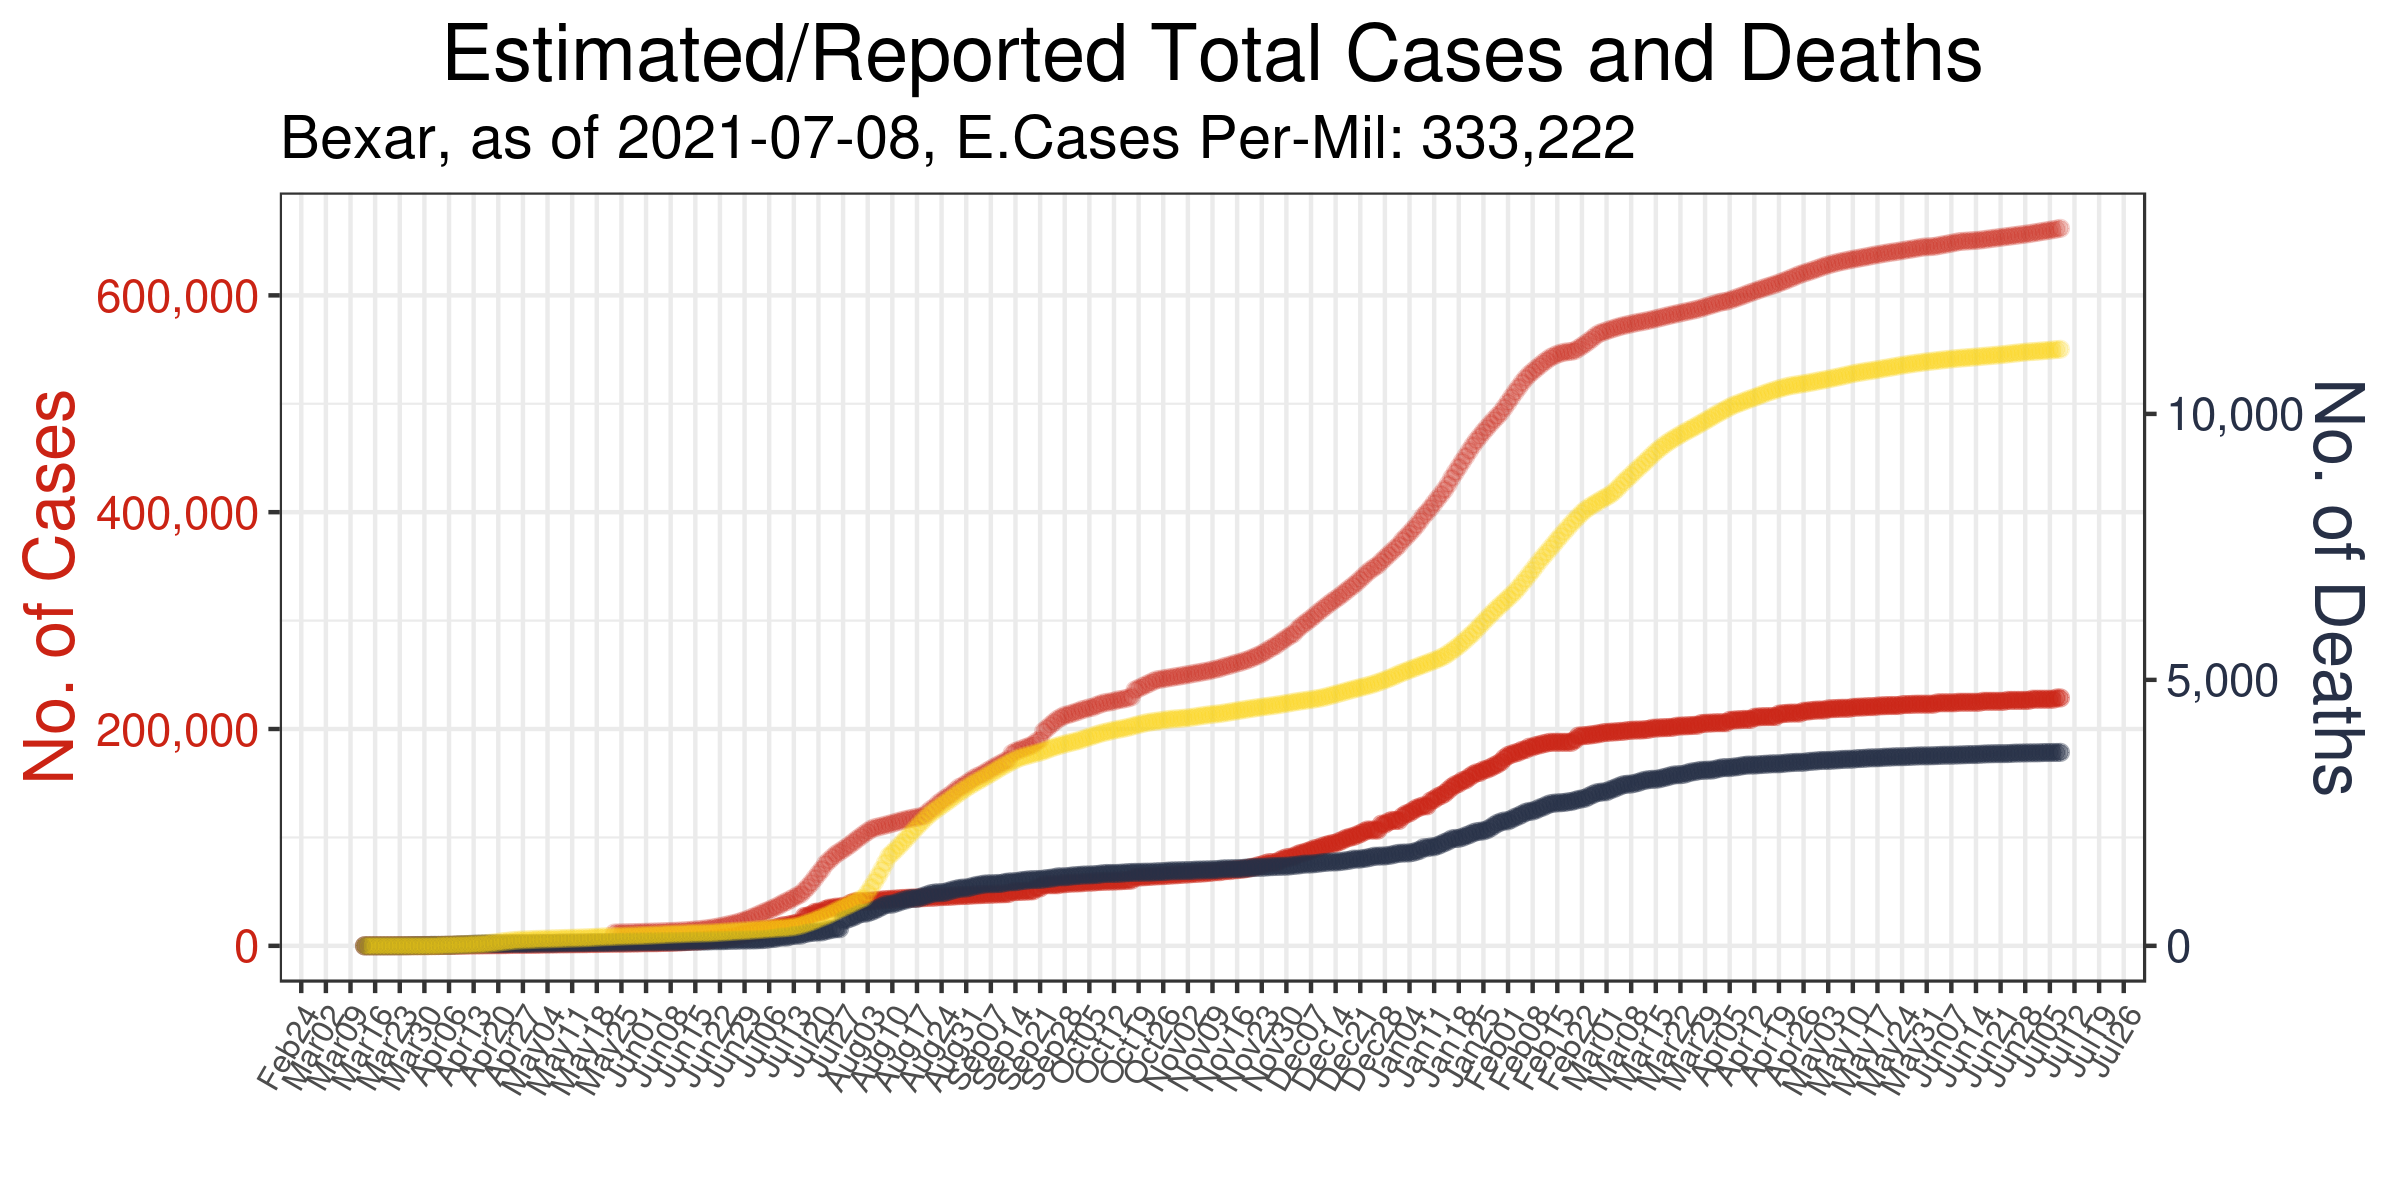 Estimated/Reported Total Cases and Deaths
Bexar, as of 2021-07-08, E.Cases Per-Mil: 333,222
No. of Cases
600,000
400,000
200,000
0
10,000
5,000
0
No. of Deaths
Feb24
Mar02
Mar09
Mar16
Mar23
Mar30
Apr06
Apr13
Apr20
Apr27
May04
May11
May18
May25
Jun01
Jun08
Jun15
Jun22
Jun29
Jul06
Jul13
Jul20
Jul27
Aug03
Aug10
Aug17
Aug24
Aug31
Sep07
Sep14
Sep21
Sep28
Oct05
Oct12
Oct19
Oct26
Nov02
Nov09
Nov16
Nov23
Nov30
Dec07
Dec14
Dec21
Dec28
Jan04
Jan11
Jan18
Jan25
Feb01
Feb08
Feb15
Feb22
Mar01
Mar08
Mar15
Mar22
Mar29
Apr05
Apr12
Apr19
Apr26
May03
May10
May17
May24
May31
Jun07
Jun14
Jun21
Jun28
Jul05
Jul12
Jul19
Jul26